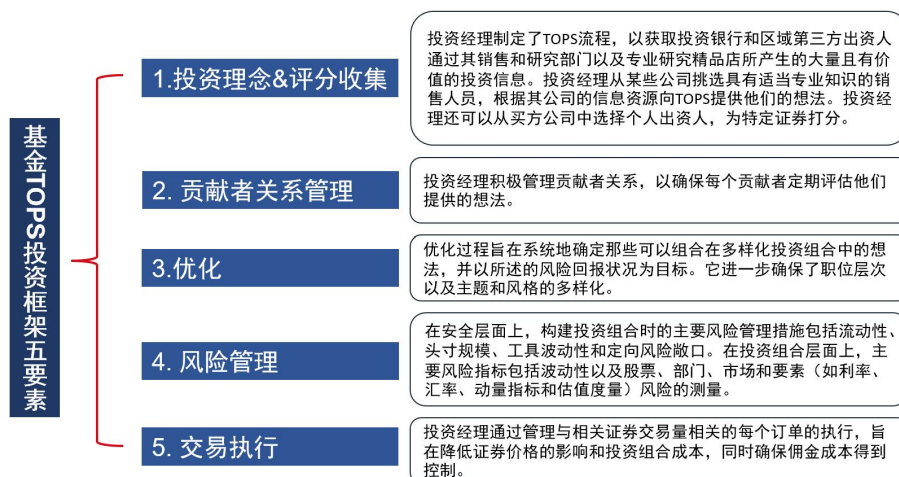 基金TOPS投资框架五要素
1.投资理念&评分收集
投资经理制定了TOPS流程，以获取投资银行和区域第三方出资人
通过其销售和研究部门以及专业研究精品店所产生的大量且有价
值的投资信息。投资经理从某些公司挑选具有适当专业知识的销
售人员，根据其公司的信息资源向TOPS提供他们的想法。投资经
理还可以从买方公司中选择个人出资人，为特定证券打分。
2. 贡献者关系管理
投资经理积极管理贡献者关系，以确保每个贡献者定期评估他们
提供的想法。
3.优化
优化过程旨在系统地确定那些可以组合在多样化投资组合中的想
法，并以所述的风险回报状况为目标。它进一步确保了职位层次
以及主题和风格的多样化。
4. 风险管理
在安全层面上，构建投资组合时的主要风险管理措施包括流动性、
头寸规模、工具波动性和定向风险敞口。在投资组合层面上，主
要风险指标包括波动性以及股票、部门、市场和要素（如利率、
汇率、动量指标和估值度量）风险的测量。
5. 交易执行
投资经理通过管理与相关证券交易量相关的每个订单的执行，旨
在降低证券价格的影响和投资组合成本，同时确保佣金成本得到
控制。